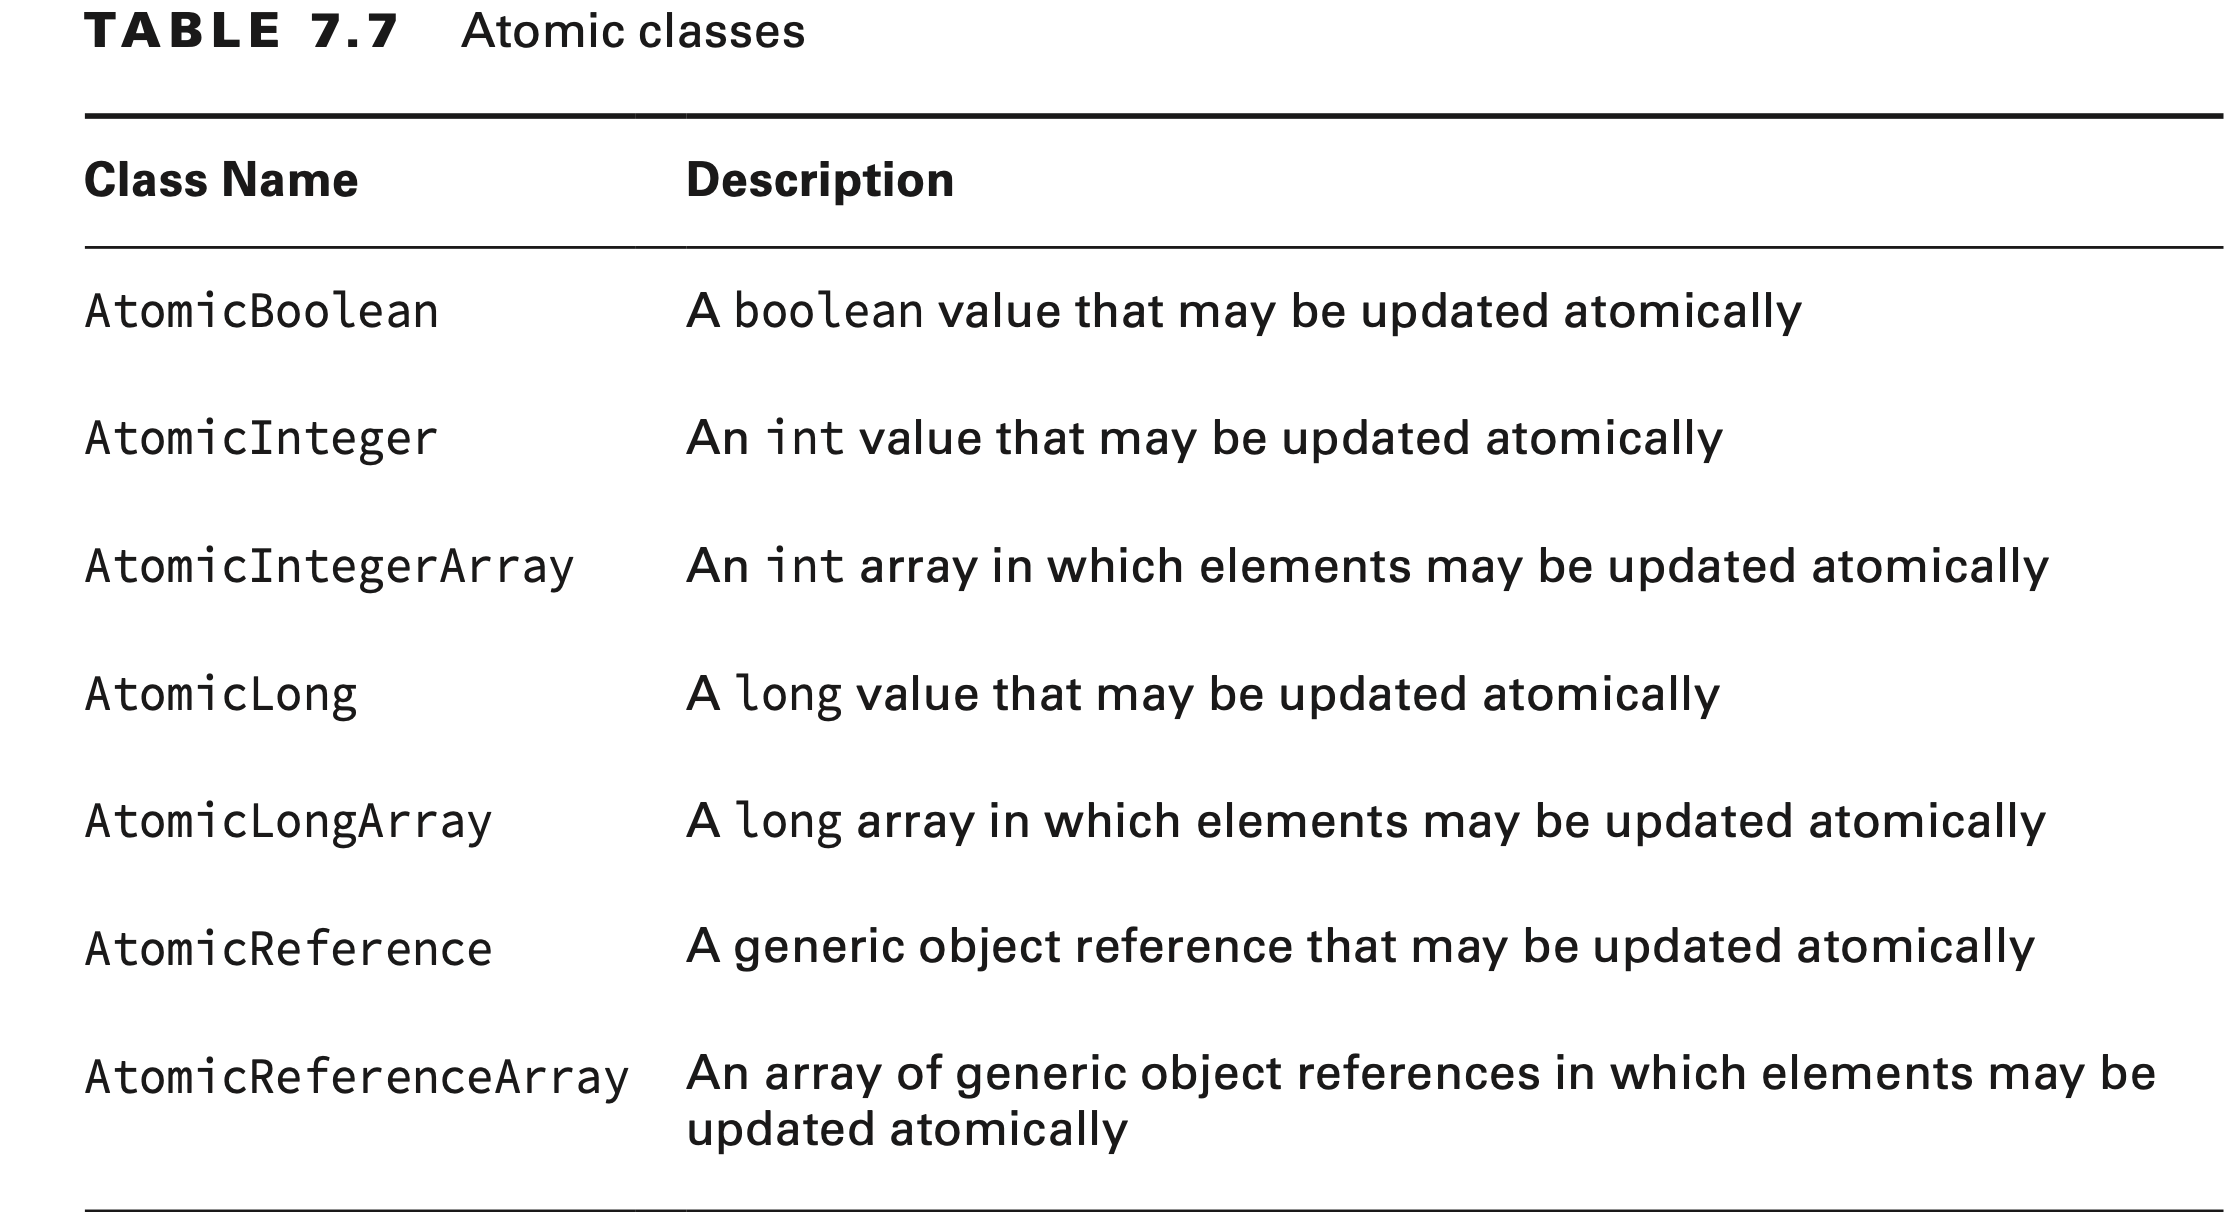 TABLE 7.7 Atomic classes
Class Name Description
AtomicBoolean A boolean value that may be updated atomically
AtomicInteger An int value that may be updated atomically
AtomicIntegerArray An int array in which elements may be updated atomically
AtomicLong A long value that may be updated atomically
AtomicLongArray A long array in which elements may be updated atomically
AtomicReference A generic object reference that may be updated atomically
AtomicReferenceArray An array of generic object references in which elements may be
updated atomically